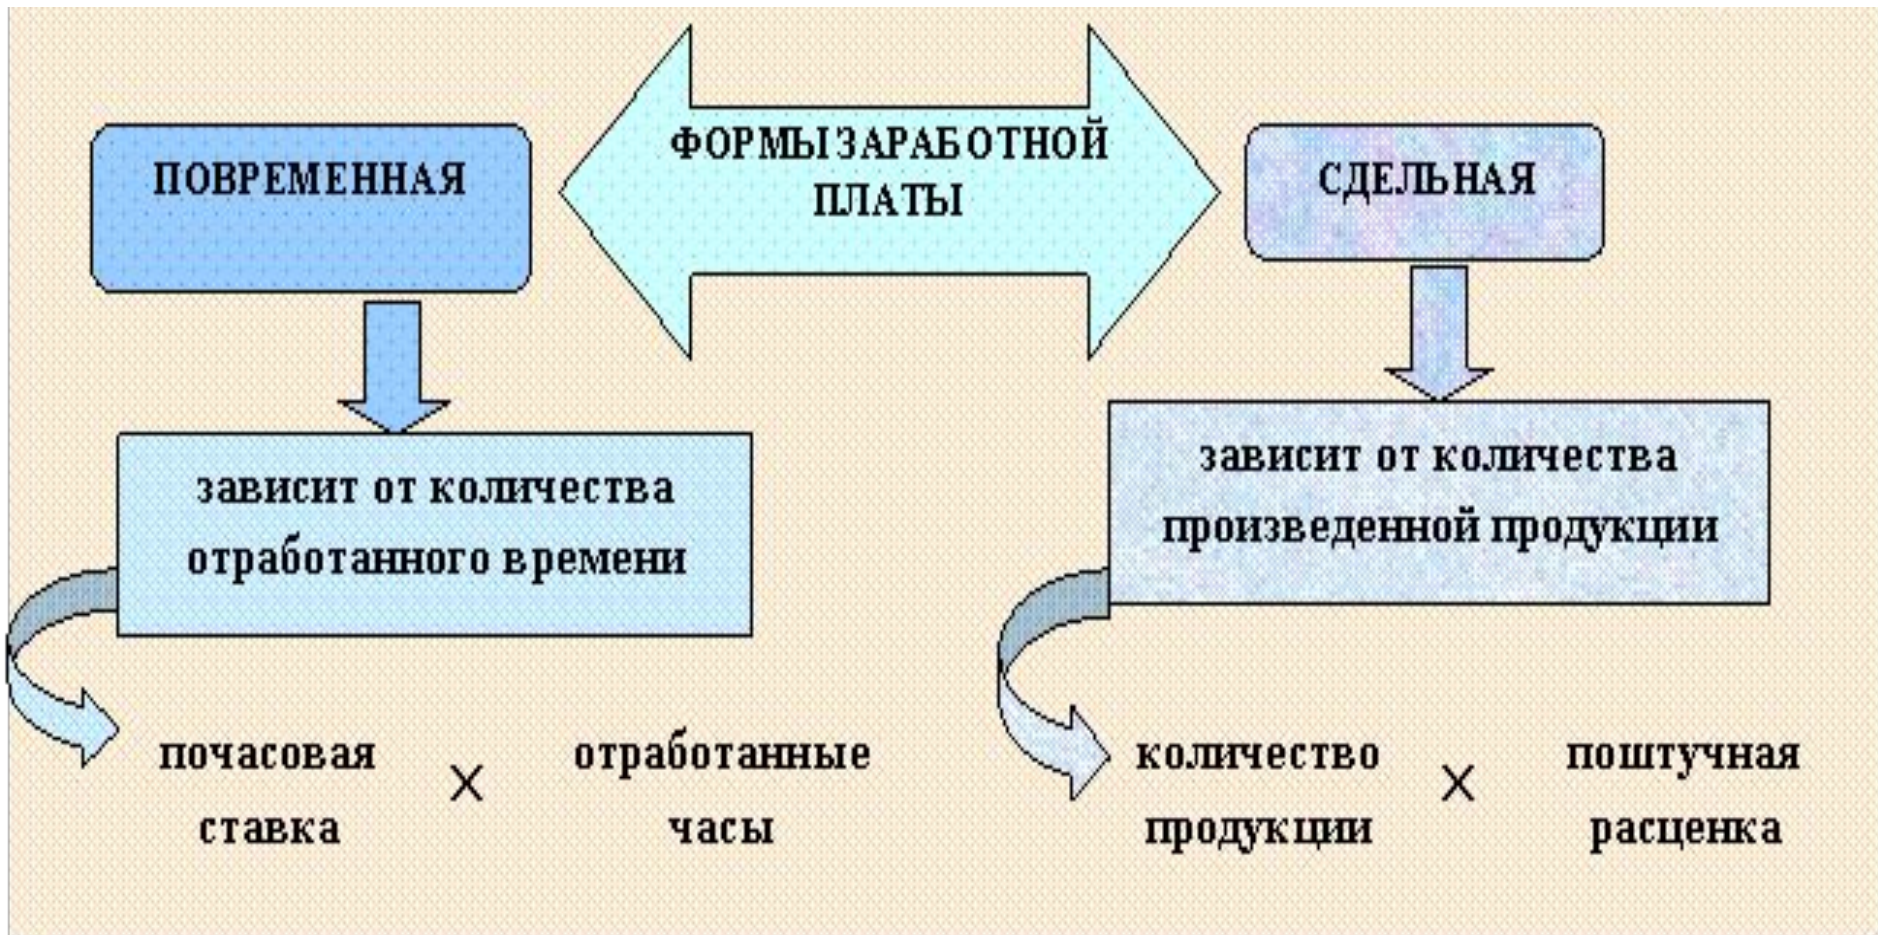 ФОРМЫ ЗАРАБОТНОЙ
ПЛАТЫ
ПОВРЕМЕННАЯ
СДЕЛЬНАЯ
зависит от количества
отработанного времени
зависит от количества
произведенной продукции
почасовая
ставка
X
отработанные
часы
количество
продукции
X
поштучная
расценка